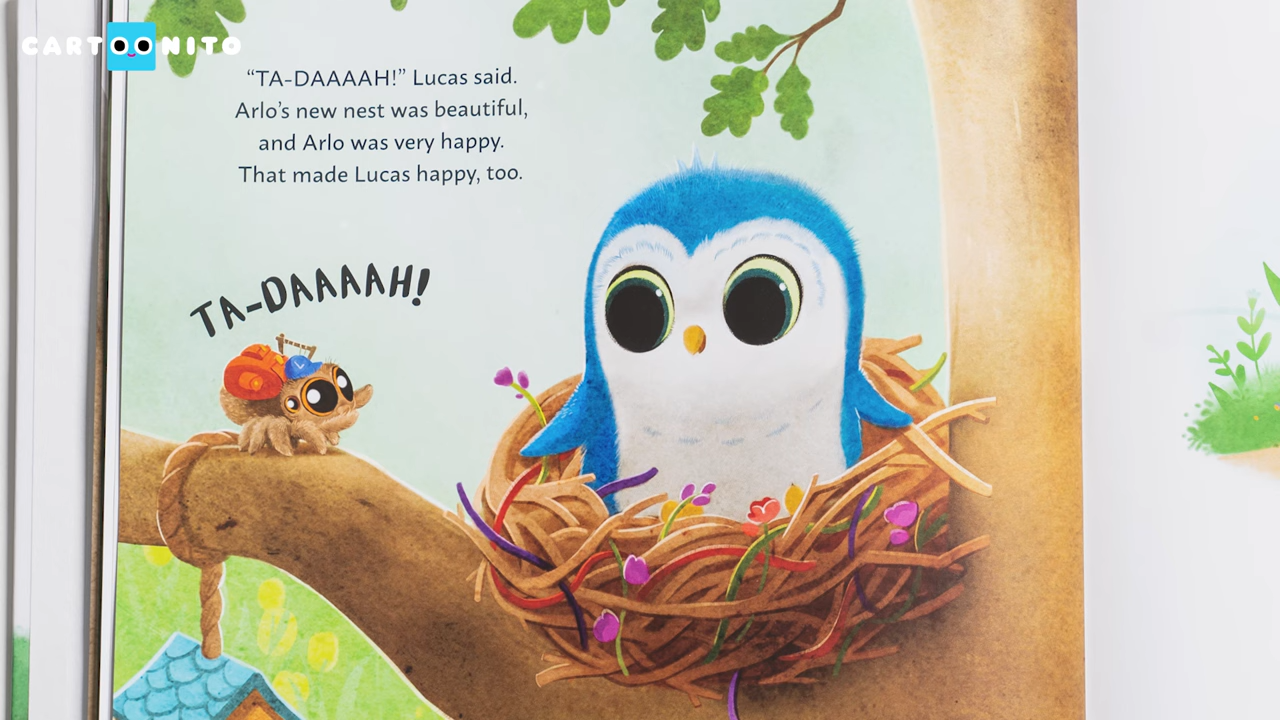 CARTOONITO
“TA-DAAAAH!” Lucas said.
Arlo’s new nest was beautiful,
and Arlo was very happy.
That made Lucas happy, too.
TA-DAAAAH!
L